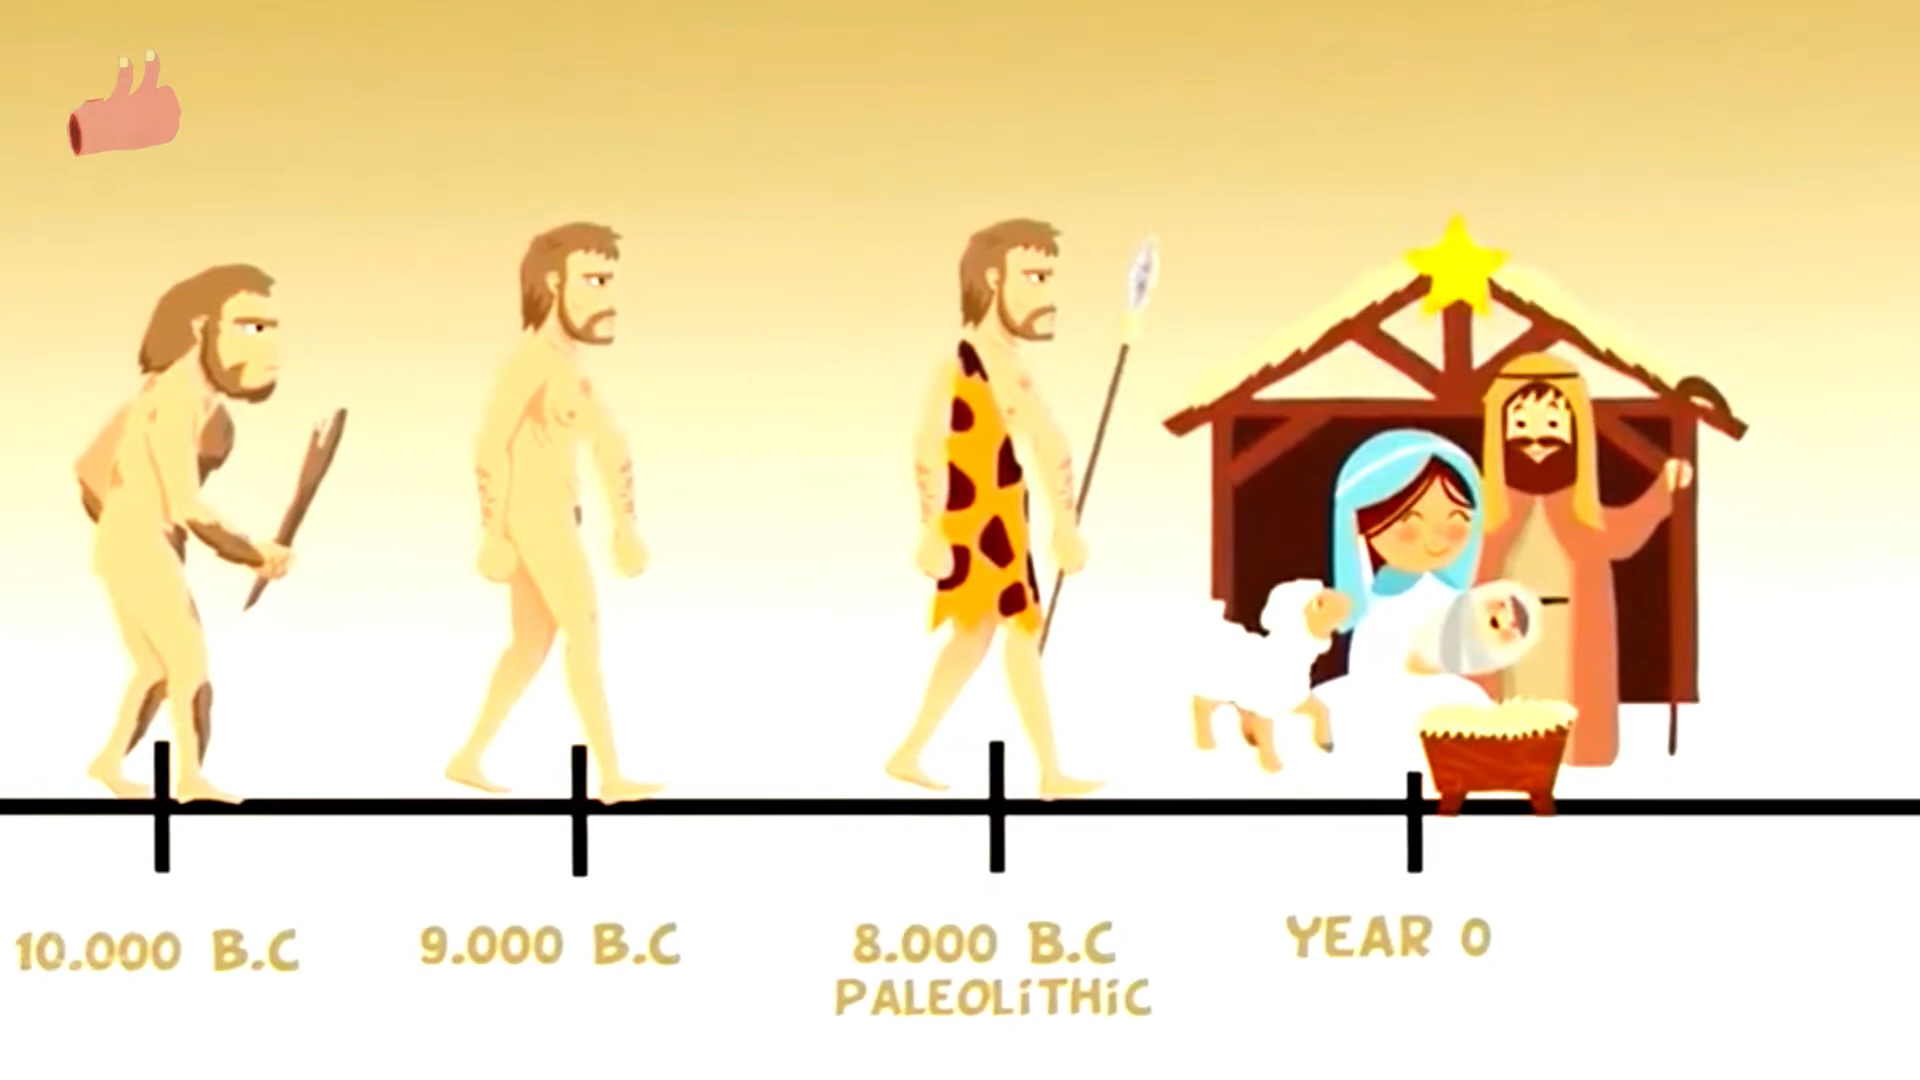 10.000 B.C
9.000 B.C
8.000 B.C
PALEOLiTHiC
YEAR 0